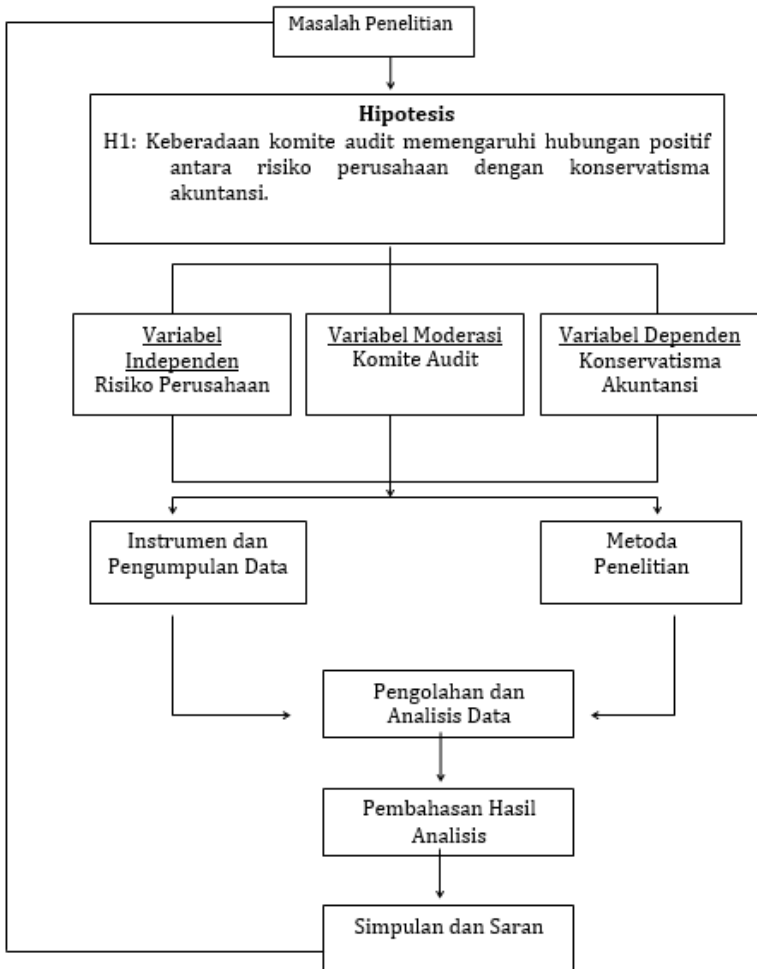 Masalah Penelitian
Hipotesis
H1: Keberadaan komite audit memengaruhi hubungan positif
antara risiko perusahaan dengan konservatisma
akuntansi.
Variabel
Independen
Risiko Perusahaan
Variabel Moderasi
Komite Audit
Variabel Dependen
Konservatisma
Akuntansi
Instrumen dan
Pengumpulan Data
Metoda
Penelitian
Pengolahan dan
Analisis Data
Pembahasan Hasil
Analisis
Simpulan dan Saran